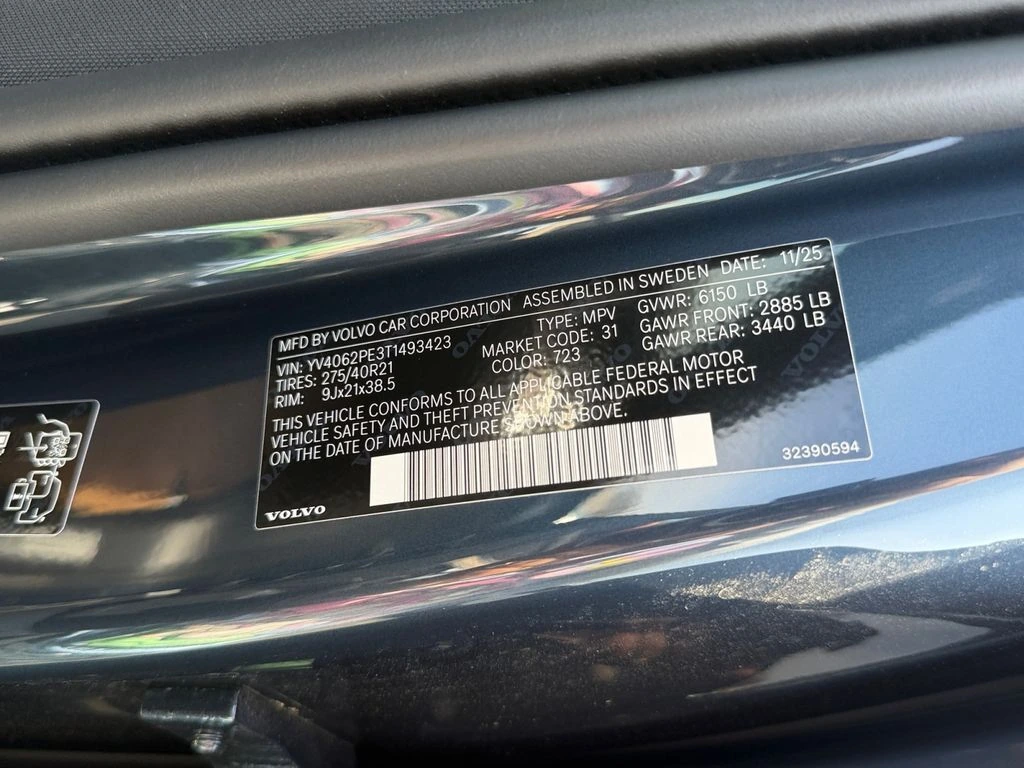 MFD BY VOLVO CAR CORPORATION ASSEMBLED IN SWEDEN DATE: 11/25
VIN: YV4062PE3T1493423 TYPE: MPV GVWR: 6150 LB
TIRES: 275/40R21 MARKET CODE: 31 GAWR FRONT: 2885 LB
RIM: 9Jx21x38.5 COLOR: 723 GAWR REAR: 3440 LB
THIS VEHICLE CONFORMS TO ALL APPLICABLE FEDERAL MOTOR
VEHICLE SAFETY AND THEFT PREVENTION STANDARDS IN EFFECT
ON THE DATE OF MANUFACTURE SHOWN ABOVE.
32390594
VOLVO